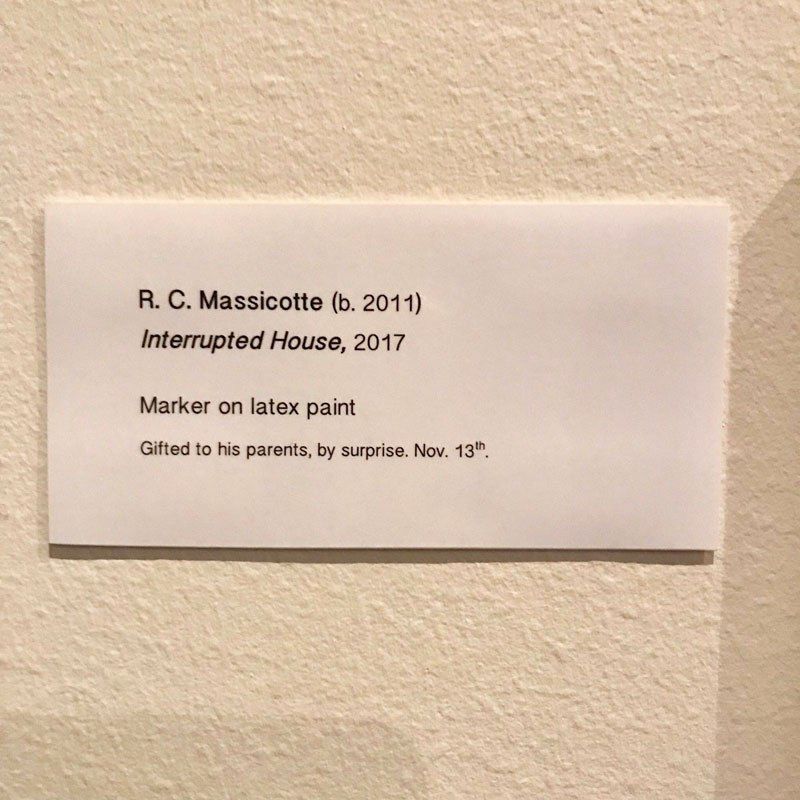 R. C. Massicotte (b. 2011)
Interrupted House, 2017
Marker on latex paint
Gifted to his parents, by surprise. Nov. 13th.